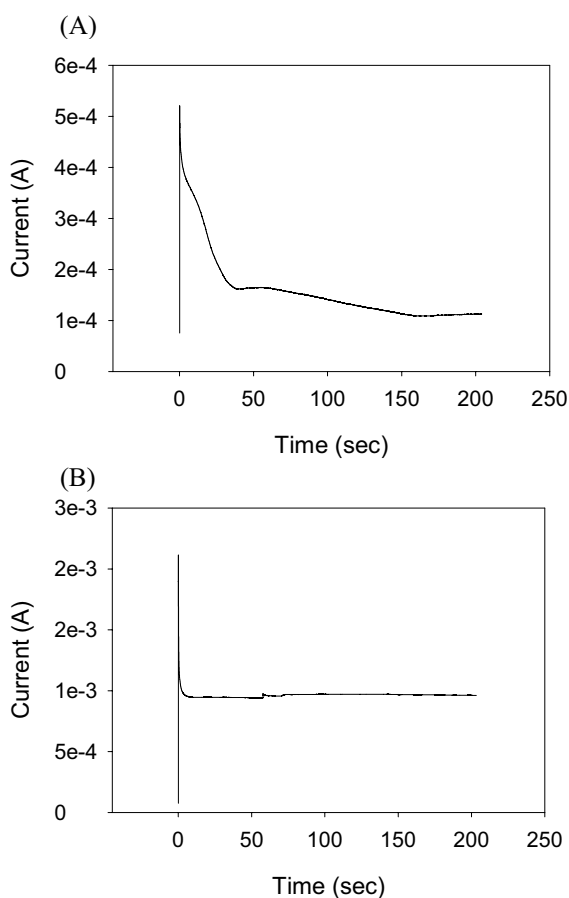 (A)
6e-4
5e-4
4e-4
3e-4
2e-4
1e-4
0
Current (A)
0 50 100 150 200 250
Time (sec)
(B)
3e-3
2e-3
2e-3
1e-3
5e-4
0
Current (A)
0 50 100 150 200 250
Time (sec)